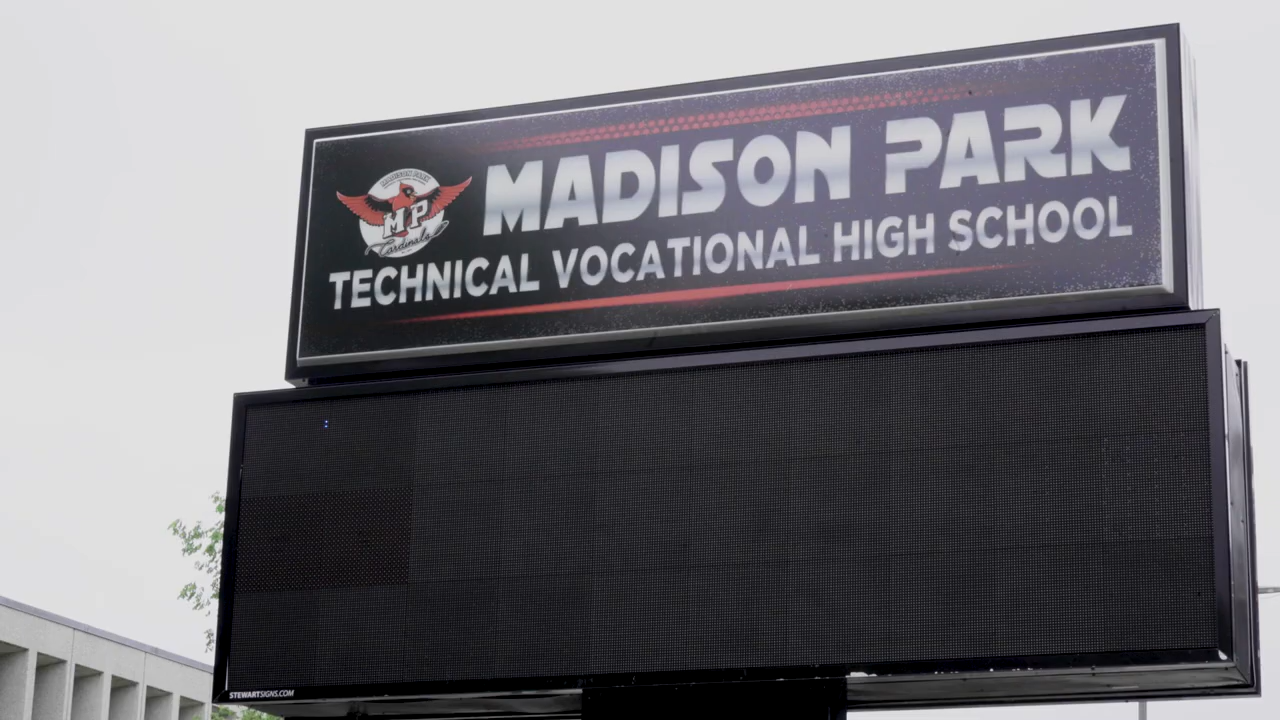 MADISON PARK
MADISON PARK
MP
Cardinals
TECHNICAL VOCATIONAL HIGH SCHOOL
STEWARTSIGNS.COM